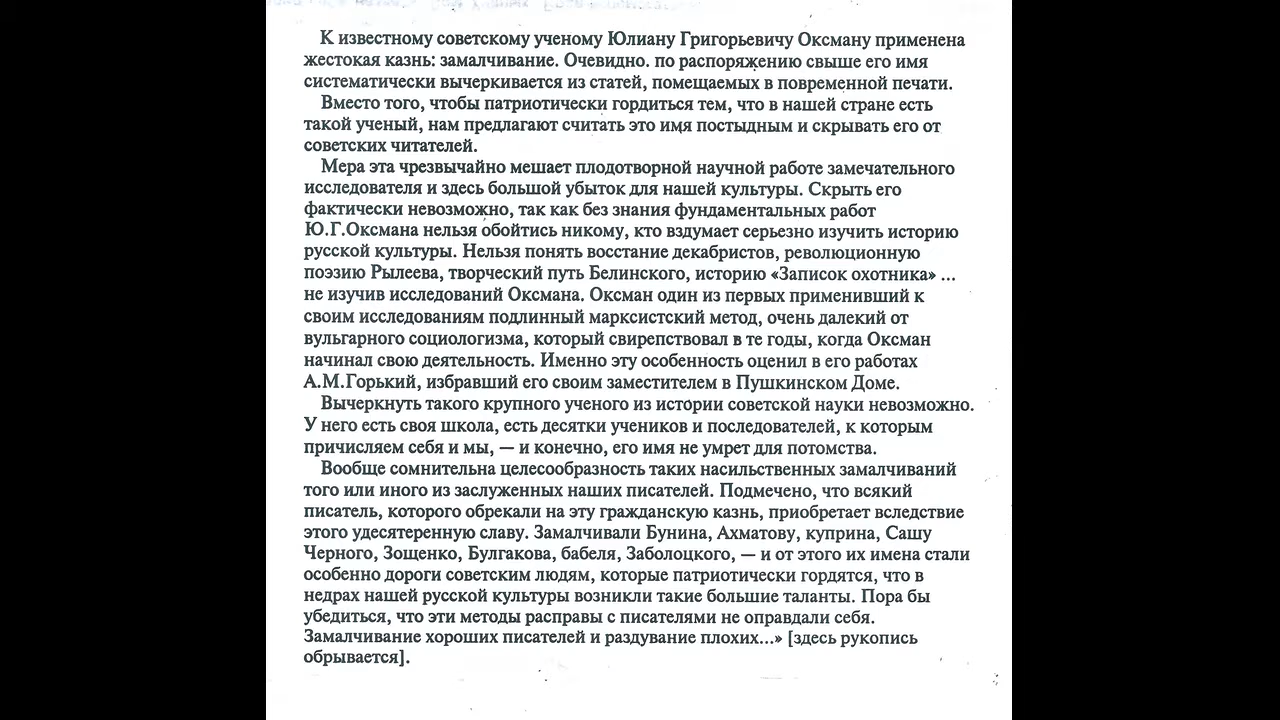 К известному советскому ученому Юлиану Григорьевичу Оксману применена
жестокая казнь: замалчивание. Очевидно. по распоряжению свыше его имя
систематически вычеркивается из статей, помещаемых в повременной печати.
Вместо того, чтобы патриотически гордиться тем, что в нашей стране есть
такой ученый, нам предлагают считать это имя постыдным и скрывать его от
советских читателей.
Мера эта чрезвычайно мешает плодотворной научной работе замечательного
исследователя и здесь большой убыток для нашей культуры. Скрыть его
фактически невозможно, так как без знания фундаментальных работ
Ю.Г.Оксмана нельзя обойтись никому, кто вздумает серьезно изучить историю
русской культуры. Нельзя понять восстание декабристов, революционную
поэзию Рылеева, творческий путь Белинского, историю «Записок охотника» ...
не изучив исследований Оксмана. Оксман один из первых применивший к
своим исследованиям подлинный марксистский метод, очень далекий от
вульгарного социологизма, который свирепствовал в те годы, когда Оксман
начинал свою деятельность. Именно эту особенность оценил в его работах
А.М.Горький, избравший его своим заместителем в Пушкинском Доме.
Вычеркнуть такого крупного ученого из истории советской науки невозможно.
У него есть своя школа, есть десятки учеников и последователей, к которым
причисляем себя и мы, — и конечно, его имя не умрет для потомства.
Вообще сомнительна целесообразность таких насильственных замалчиваний
того или иного из заслуженных наших писателей. Подмечено, что всякий
писатель, которого обрекали на эту гражданскую казнь, приобретает вследствие
этого удесятеренную славу. Замалчивали Бунина, Ахматову, куприна, Сашу
Черного, Зощенко, Булгакова, бабеля, Заболоцкого, — и от этого их имена стали
особенно дороги советским людям, которые патриотически гордятся, что в
недрах нашей русской культуры возникли такие большие таланты. Пора бы
убедиться, что эти методы расправы с писателями не оправдали себя.
Замалчивание хороших писателей и раздувание плохих...» [здесь рукопись
обрывается].